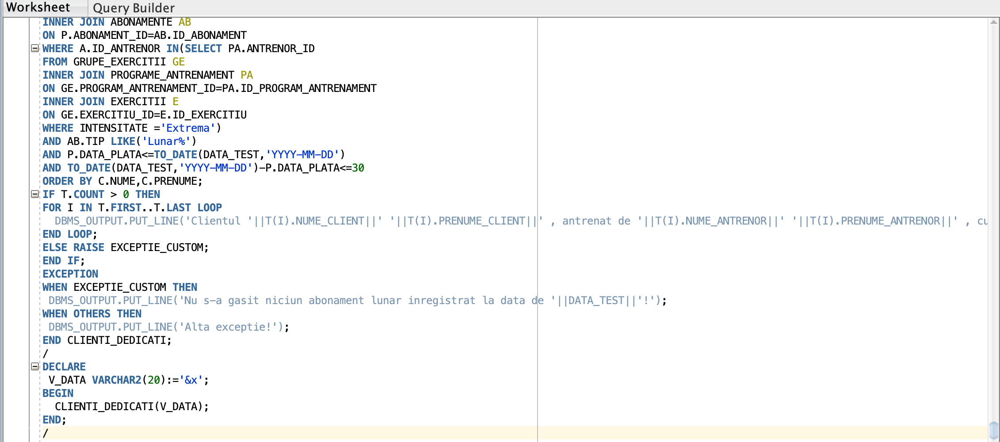 Worksheet Query Builder
INNER JOIN ABONAMENTE AB
ON P.ABONAMENT_ID=AB.ID_ABONAMENT
WHERE A.ID_ANTRENOR IN(SELECT PA.ANTRENOR_ID
FROM GRUPE_EXERCITII GE
INNER JOIN PROGRAME_ANTRENAMENT PA
ON GE.PROGRAM_ANTRENAMENT_ID=PA.ID_PROGRAM_ANTRENAMENT
INNER JOIN EXERCITII E
ON GE.EXERCITIU_ID=E.ID_EXERCITIU
WHERE INTENSITATE ='Extrema')
AND AB.TIP LIKE('Lunar%')
AND P.DATA_PLATA<=TO_DATE(DATA_TEST,'YYYY-MM-DD')
AND TO_DATE(DATA_TEST,'YYYY-MM-DD')-P.DATA_PLATA<=30
ORDER BY C.NUME,C.PRENUME;
IF T.COUNT > 0 THEN
FOR I IN T.FIRST..T.LAST LOOP
DBMS_OUTPUT.PUT_LINE('Clientul '||T(I).NUME_CLIENT||' '||T(I).PRENUME_CLIENT||' , antrenat de '||T(I).NUME_ANTRENOR||' '||T(I).PRENUME_ANTRENOR||' , cu
END LOOP;
ELSE RAISE EXCEPTIE_CUSTOM;
END IF;
EXCEPTION
WHEN EXCEPTIE_CUSTOM THEN
DBMS_OUTPUT.PUT_LINE('Nu s-a gasit niciun abonament lunar inregistrat la data de '||DATA_TEST||'!');
WHEN OTHERS THEN
DBMS_OUTPUT.PUT_LINE('Alta exceptie!');
END CLIENTI_DEDICATI;
/
DECLARE
V_DATA VARCHAR2(20):='&x';
BEGIN
CLIENTI_DEDICATI(V_DATA);
END;
/